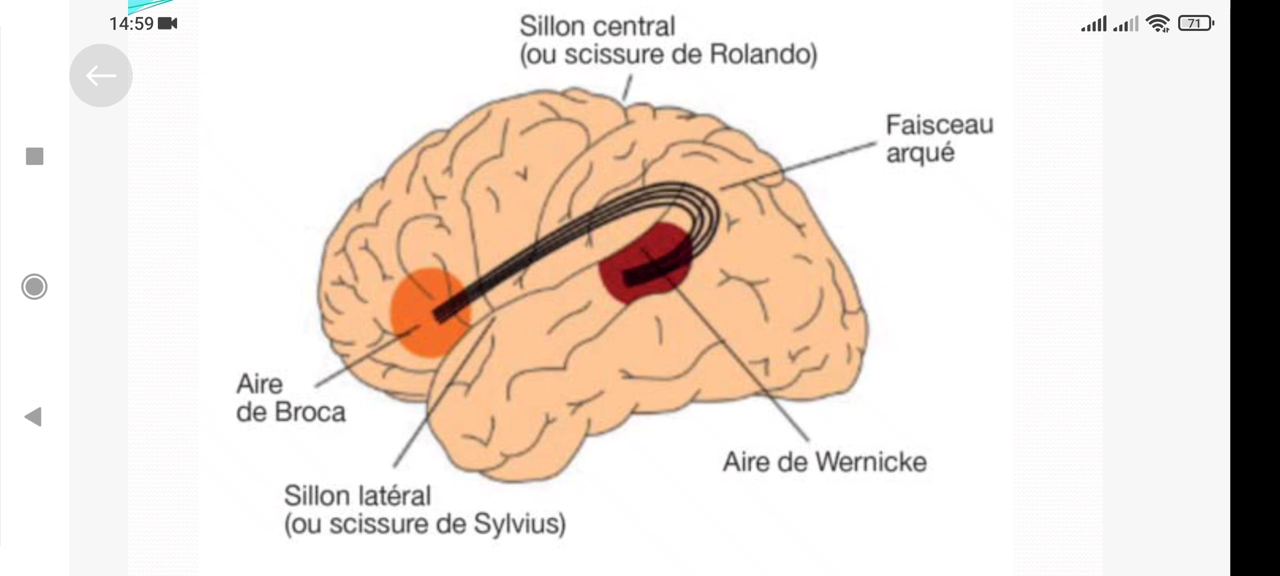 14:59
71
Sillon central
(ou scissure de Rolando)
Faisceau
arqué
Aire
de Broca
Aire de Wernicke
Sillon latéral
(ou scissure de Sylvius)